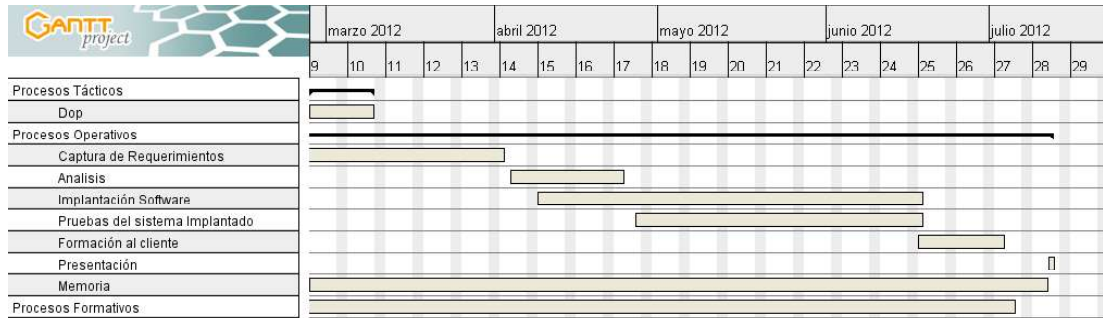 GANTT
project
marzo 2012 abril 2012 mayo 2012 junio 2012 julio 2012
9 10 11 12 13 14 15 16 17 18 19 20 21 22 23 24 25 26 27 28 29
Procesos Tácticos
Dop
Procesos Operativos
Captura de Requerimientos
Analisis
Implantación Software
Pruebas del sistema Implantado
Formación al cliente
Presentación
Memoria
Procesos Formativos